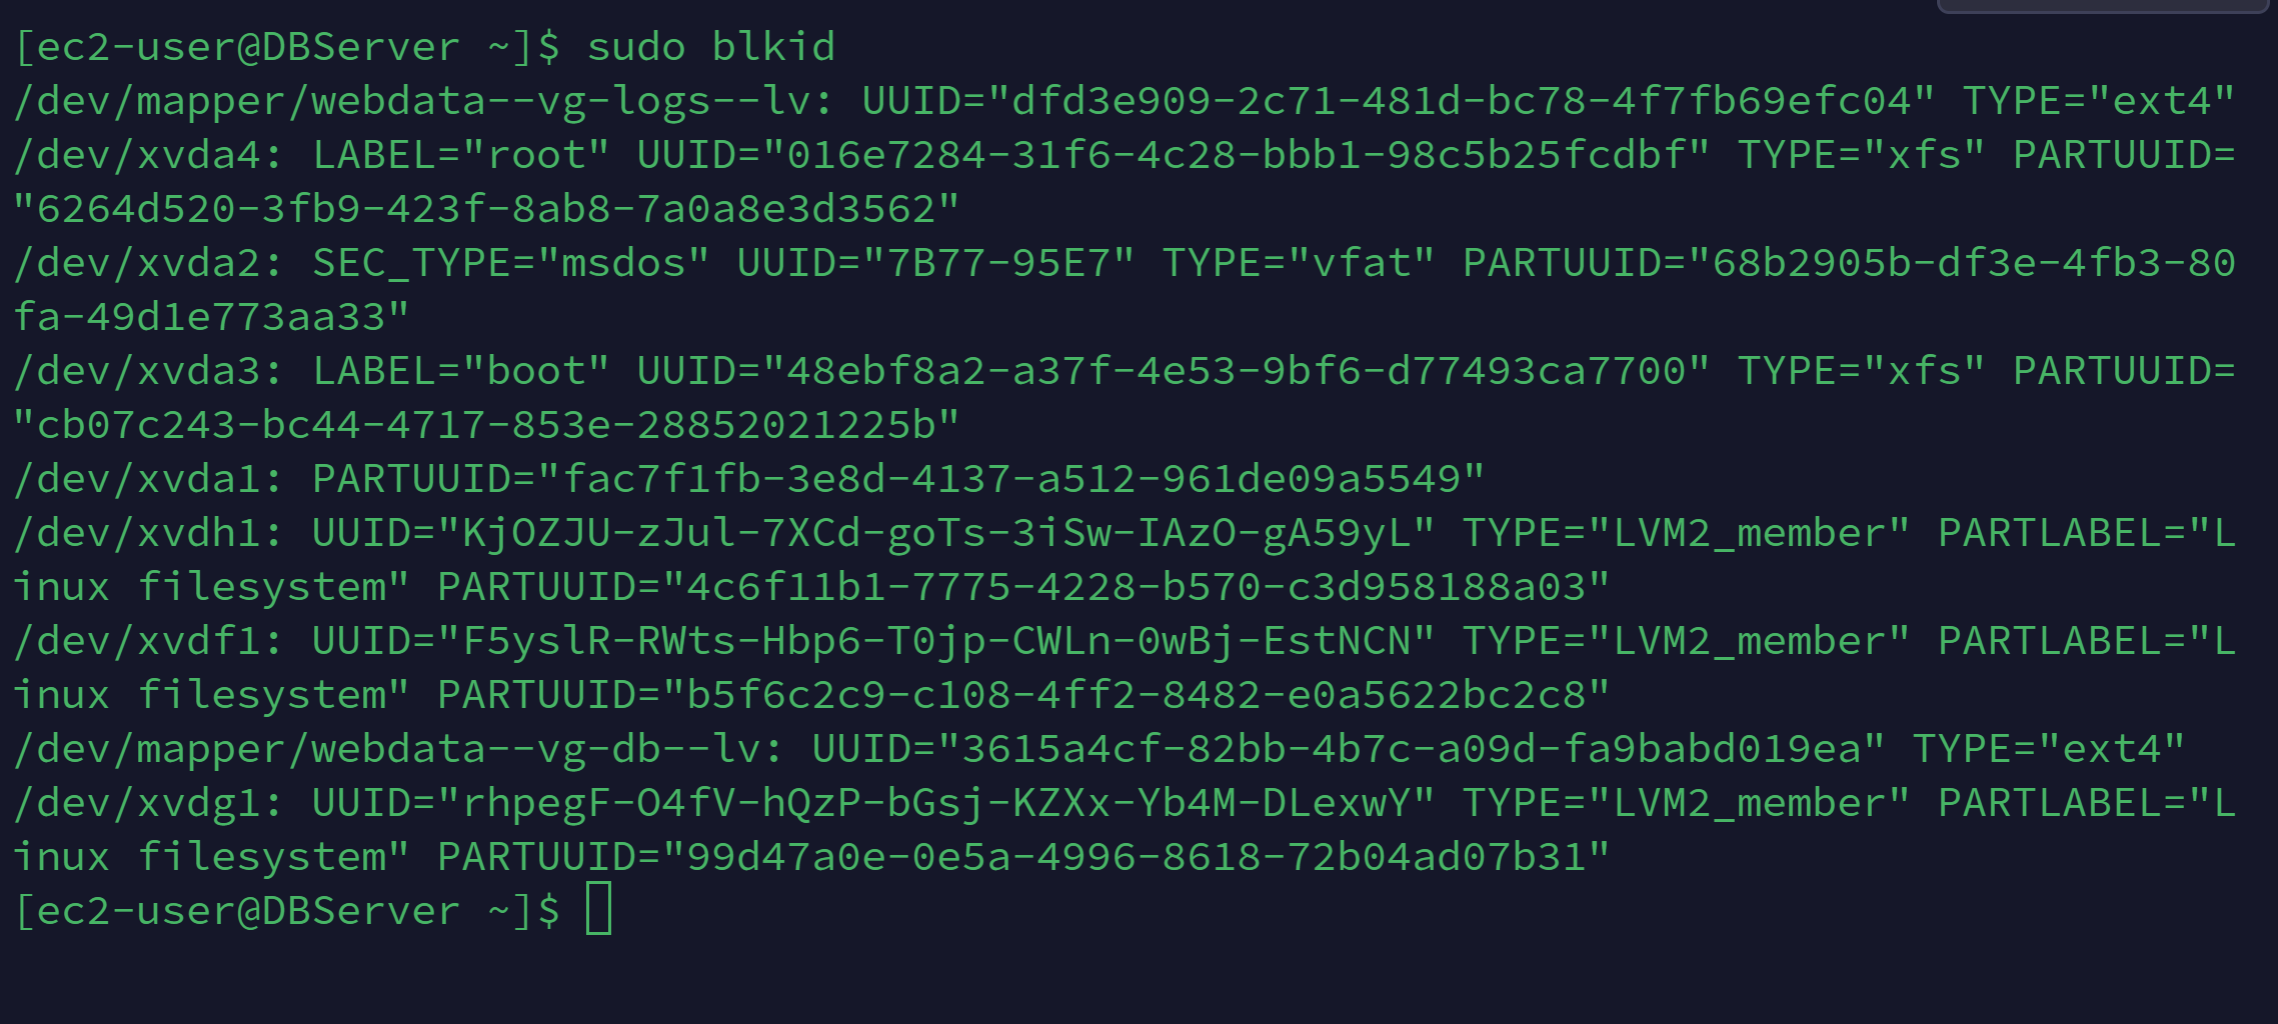 [ec2-user@DBServer ~]$ sudo blkid
/dev/mapper/webdata--vg-logs--lv: UUID="dfd3e909-2c71-481d-bc78-4f7fb69efc04" TYPE="ext4"
/dev/xvda4: LABEL="root" UUID="016e7284-31f6-4c28-bbb1-98c5b25fcdbf" TYPE="xfs" PARTUUID=
"6264d520-3fb9-423f-8ab8-7a0a8e3d3562"
/dev/xvda2: SEC_TYPE="msdos" UUID="7B77-95E7" TYPE="vfat" PARTUUID="68b2905b-df3e-4fb3-80
fa-49d1e773aa33"
/dev/xvda3: LABEL="boot" UUID="48ebf8a2-a37f-4e53-9bf6-d77493ca7700" TYPE="xfs" PARTUUID=
"cb07c243-bc44-4717-853e-28852021225b"
/dev/xvda1: PARTUUID="fac7f1fb-3e8d-4137-a512-961de09a5549"
/dev/xvdh1: UUID="KjOZJU-zJul-7XCd-goTs-3iSw-IAzO-gA59yL" TYPE="LVM2_member" PARTLABEL="L
inux filesystem" PARTUUID="4c6f11b1-7775-4228-b570-c3d958188a03"
/dev/xvdf1: UUID="F5yslR-RWts-Hbp6-T0jp-CWLn-0wBj-EstNCN" TYPE="LVM2_member" PARTLABEL="L
inux filesystem" PARTUUID="b5f6c2c9-c108-4ff2-8482-e0a5622bc2c8"
/dev/mapper/webdata--vg-db--lv: UUID="3615a4cf-82bb-4b7c-a09d-fa9babd019ea" TYPE="ext4"
/dev/xvdg1: UUID="rhpegF-O4fV-hQzP-bGsj-KZXx-Yb4M-DLexwY" TYPE="LVM2_member" PARTLABEL="L
inux filesystem" PARTUUID="99d47a0e-0e5a-4996-8618-72b04ad07b31"
[ec2-user@DBServer ~]$